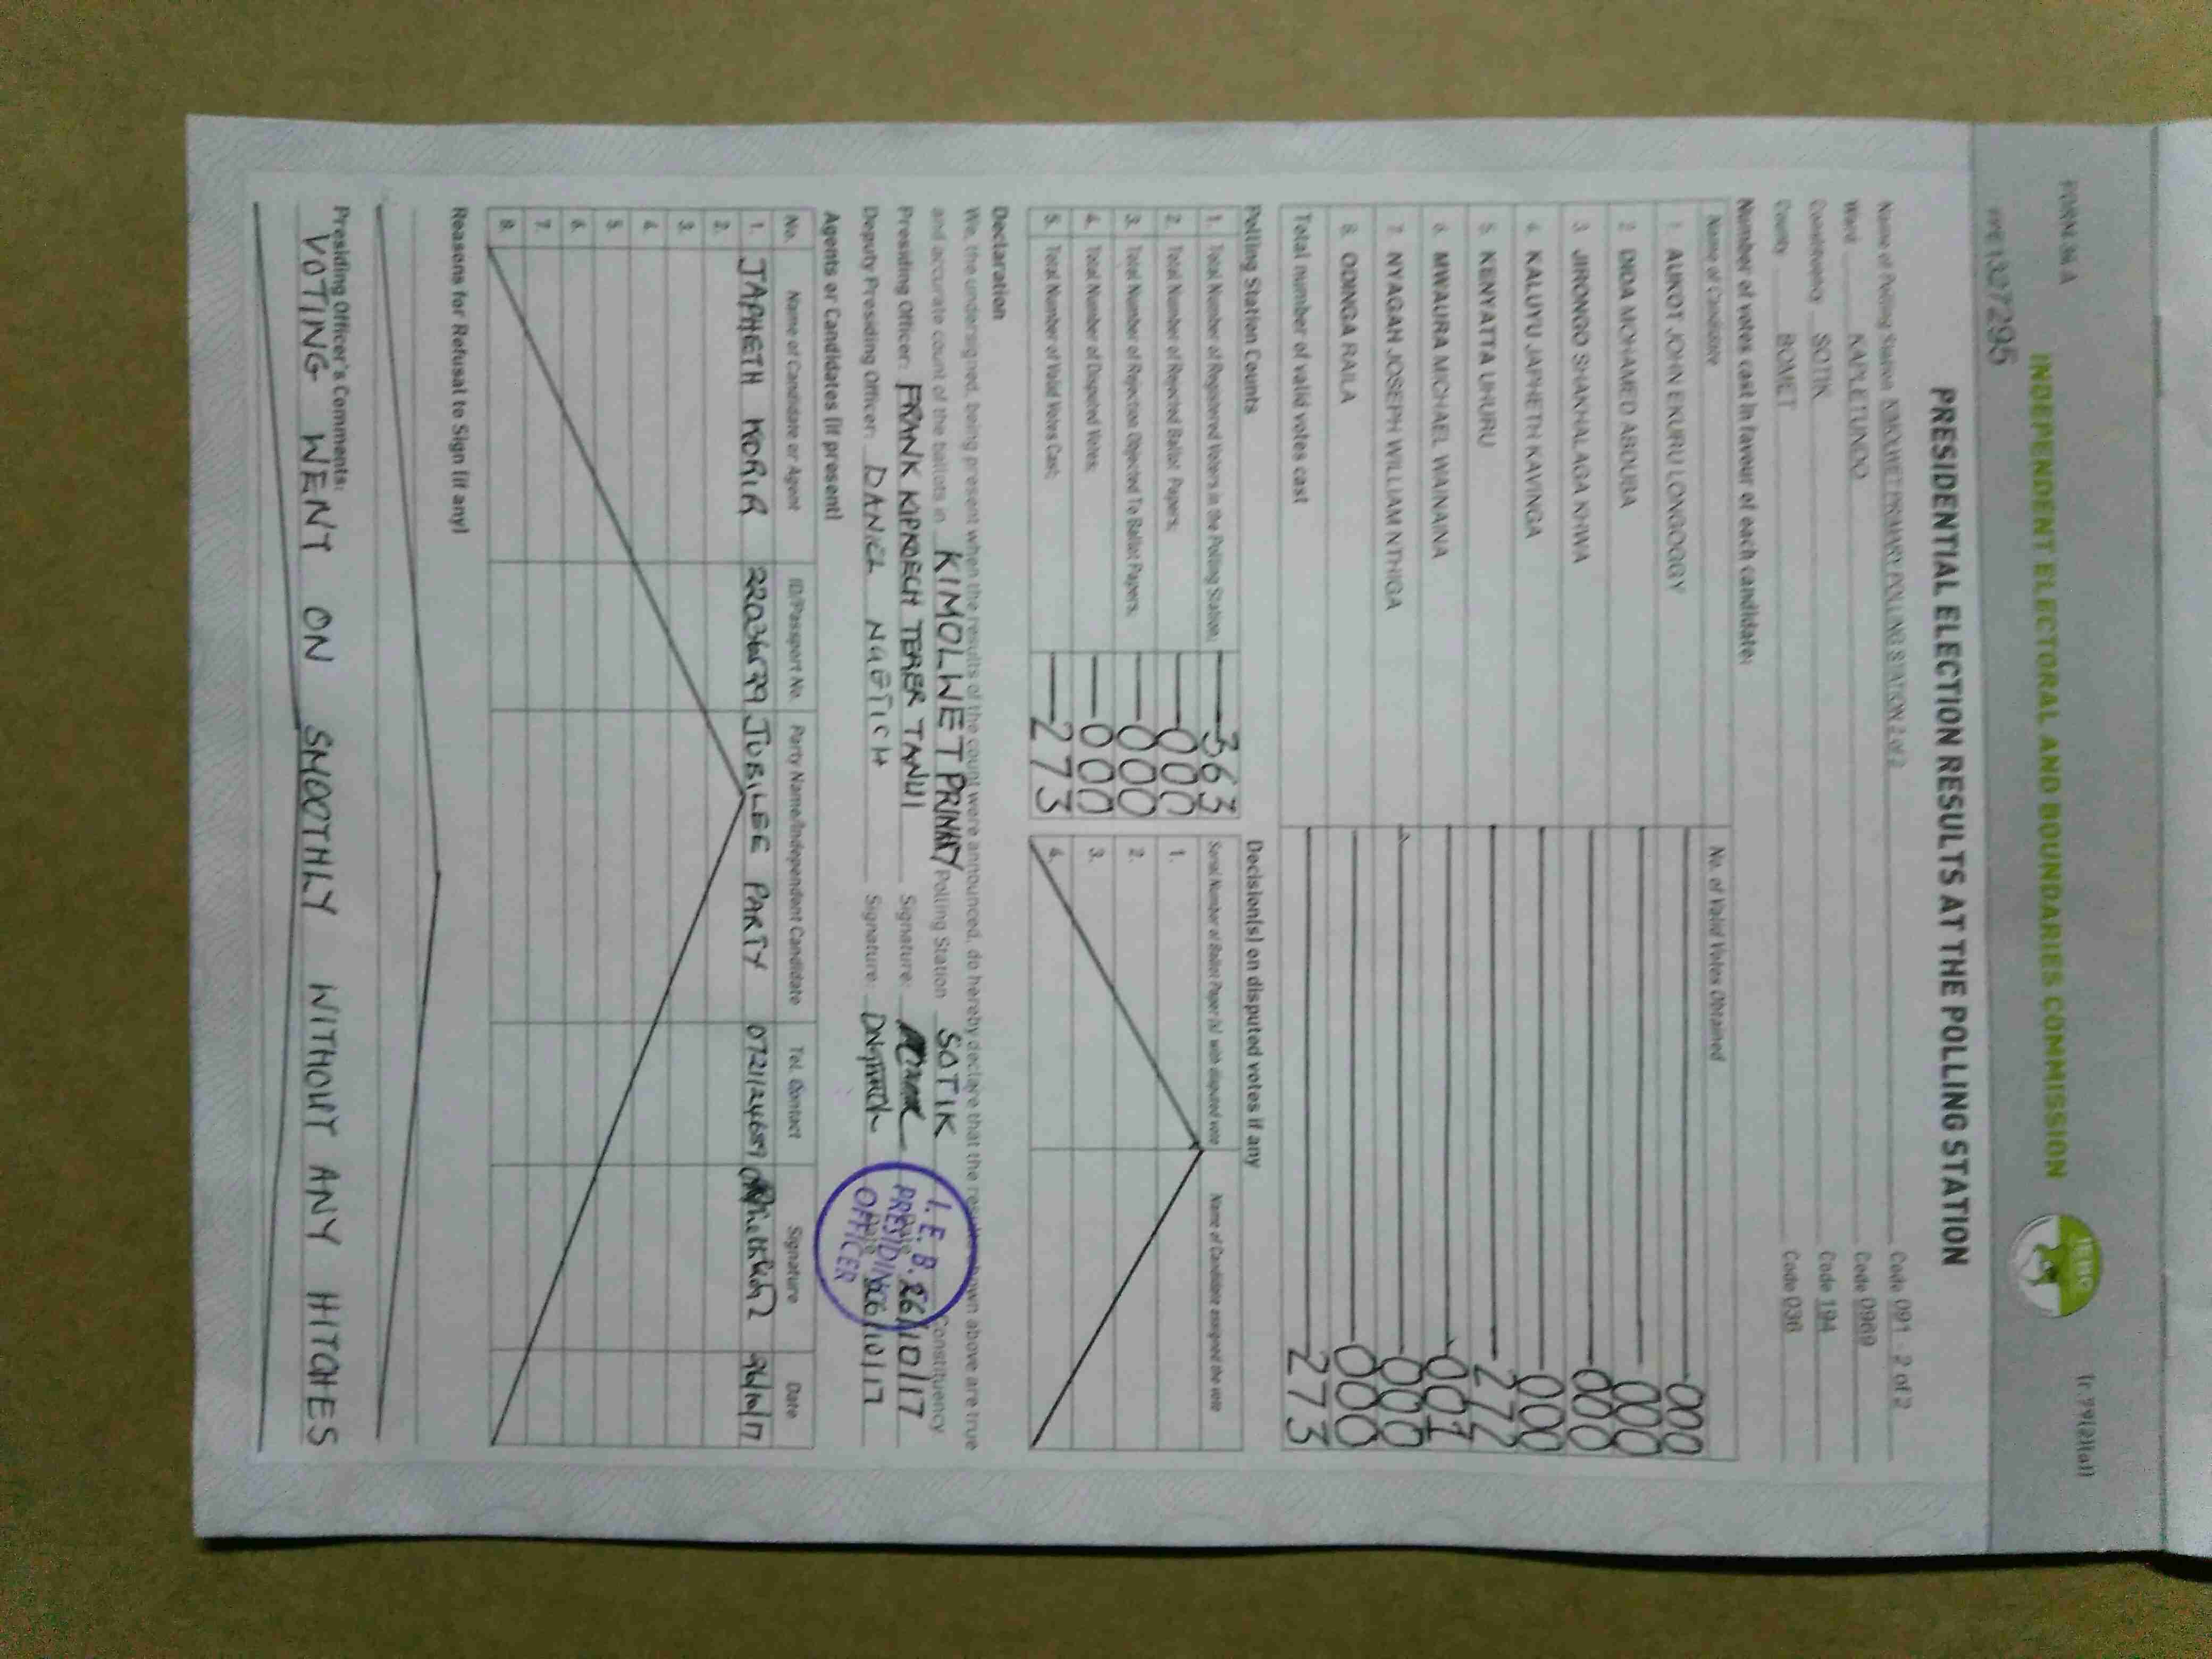 FORM 34 A
INDEPENDENT ELECTORAL AND BOUNDARIES COMMISSION
IEBC
(r.79(2)(a))
1327295
PRESIDENTIAL ELECTION RESULTS AT THE POLLING STATION
Name of Polling Station KIMOLWET PRIMARY POLLING STATION 2 of 2 Code 091 - 2 of 2
Ward KAPLETUNDO Code 0969
Constituency SOTIK Code 194
County BOMET Code 036
Number of votes cast in favour of each candidate:
Name of Candidate No. of Valid Votes Obtained
1. AUKOT JOHN EKURU LONGOGGY 000
2. DIDA MOHAMED ABDUBA 000
3. JIRONGO SHAKHALAGA KHWA 000
4. KALUYU JAPHETH KAVINGA 000
5. KENYATTA UHURU 272
6. MWAURA MICHAEL WAINAINA 001
7. NYAGAH JOSEPH WILLIAM NTHIGA 000
8. ODINGA RAILA 000
Total number of valid votes cast 273
Polling Station Counts
1. Total Number of Registered Voters in the Polling Station; 363
2. Total Number of Rejected Ballot Papers; 000
3. Total Number of Rejection Objected To Ballot Papers; 000
4. Total Number of Disputed Votes; 000
5. Total Number of Valid Votes Cast; 273
Decision(s) on disputed votes if any
Serial Number of Ballot Paper (s) with disputed vote Name of Candidate assigned the vote
1.
2.
3.
4.
Declaration
We, the undersigned, being present when the results of the count were announced, do hereby declare that the results shown above are true
and accurate count of the ballots in KIMOLWET PRIMARY Polling Station SOTIK Constituency
Presiding Officer: FRANK KIPKOECH TERER TANUI Signature: Date 26/10/17
Deputy Presiding Officer: DANIEL NGETICH Signature: DNgetich Date 26/10/17
I.E.B.
PRESIDING
OFFICER
Agents or Candidates (if present)
No. Name of Candidate or Agent ID/Passport No. Party Name/Independent Candidate Tel. Contact Signature Date
1. JAPHETH KORIR JUBILEE PARTY 26/10/17
2.
3.
4.
5.
6.
7.
8.
Reasons for Refusal to Sign (if any)
Presiding Officer's Comments:
VOTING WENT ON SMOOTHLY WITHOUT ANY HITCHES